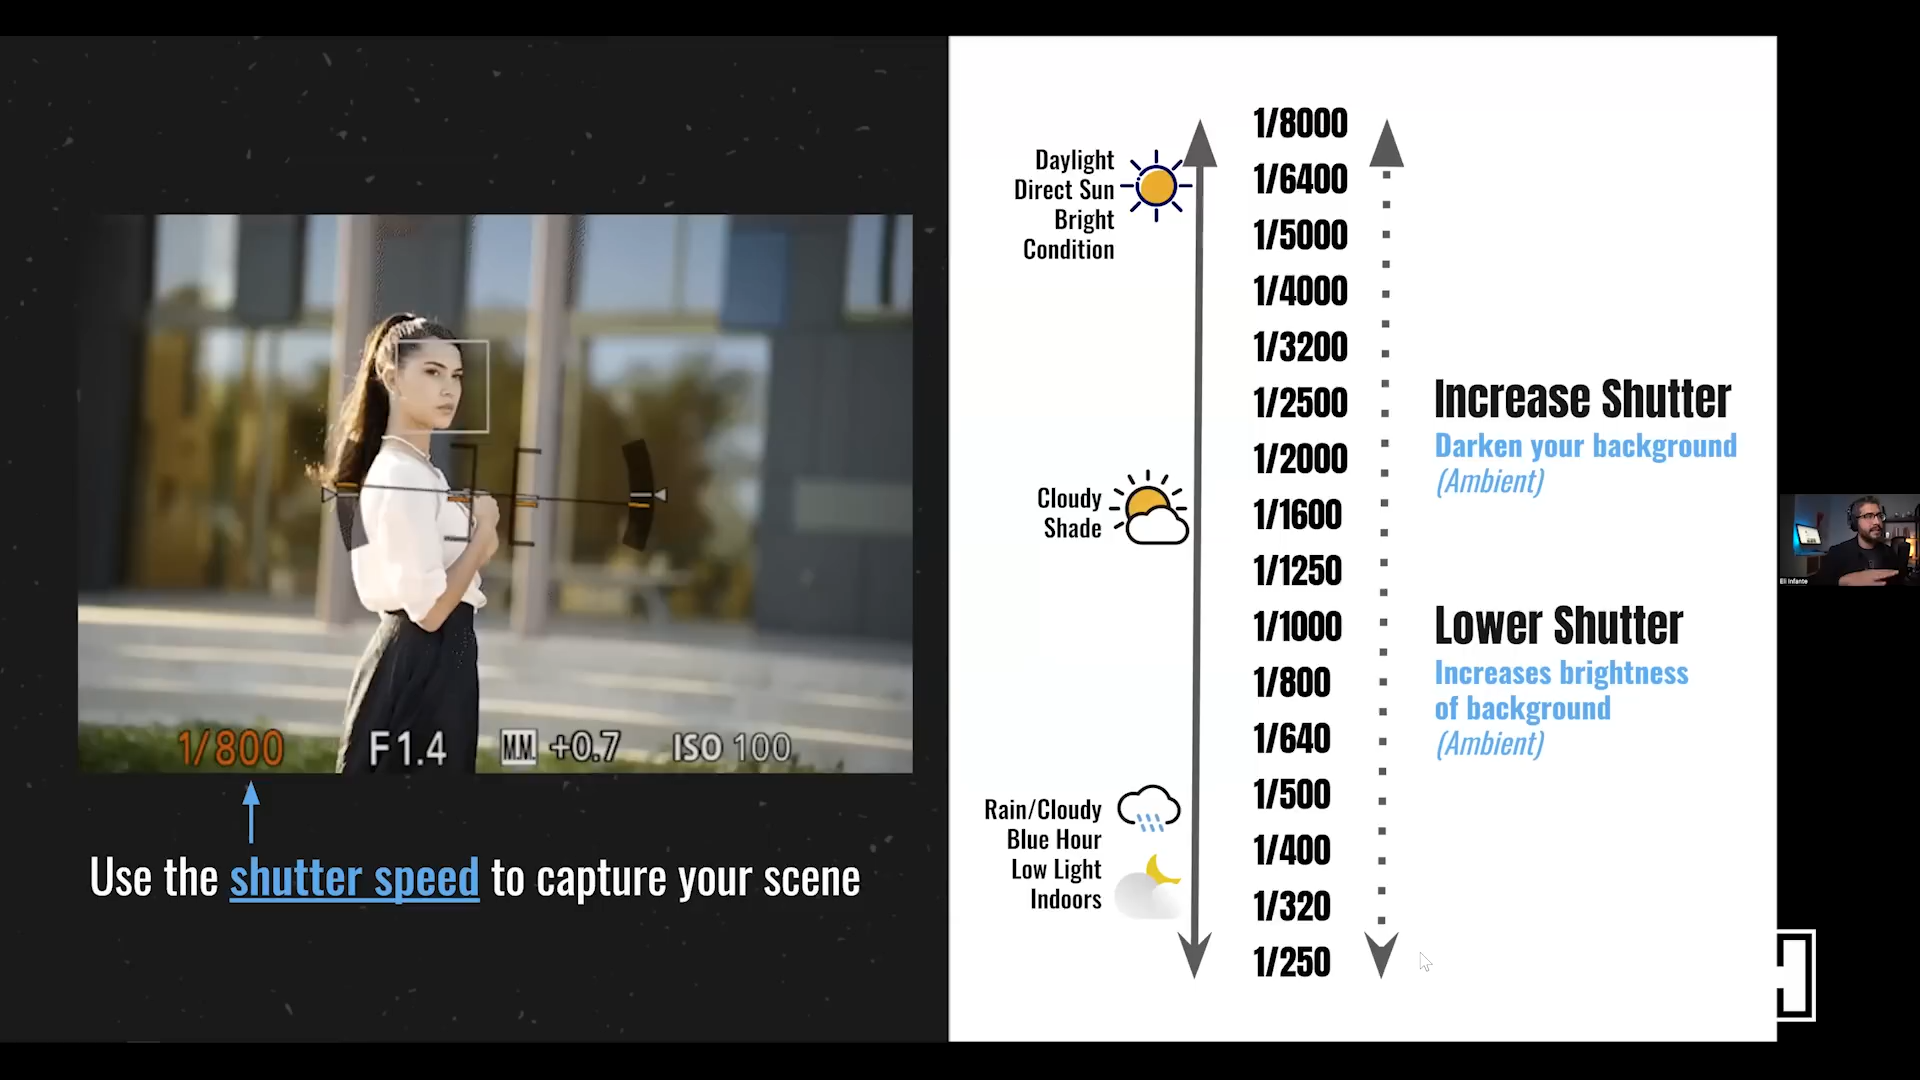 1/800 F1.4 M.M. +0.7 ISO 100
Use the shutter speed to capture your scene
Daylight
Direct Sun
Bright
Condition
Cloudy
Shade
Rain/Cloudy
Blue Hour
Low Light
Indoors
1/8000
1/6400
1/5000
1/4000
1/3200
1/2500
1/2000
1/1600
1/1250
1/1000
1/800
1/640
1/500
1/400
1/320
1/250
Increase Shutter
Darken your background
(Ambient)
Lower Shutter
Increases brightness
of background
(Ambient)
Eli Infante